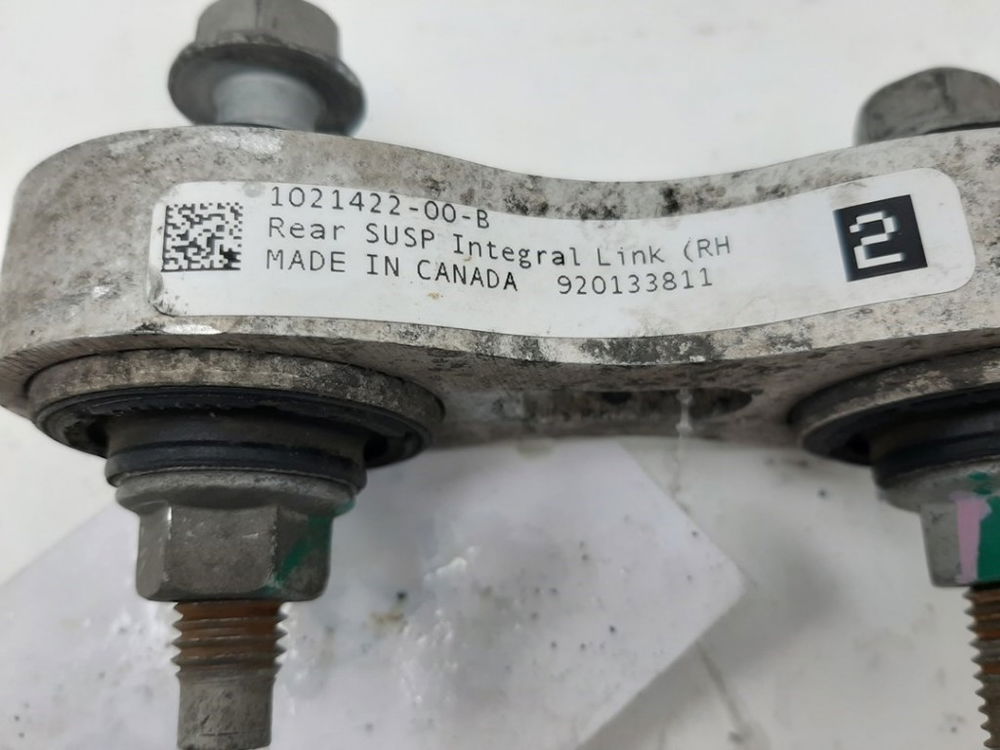 1021422-00-B
Rear SUSP Integral Link (RH
MADE IN CANADA 920133811
2